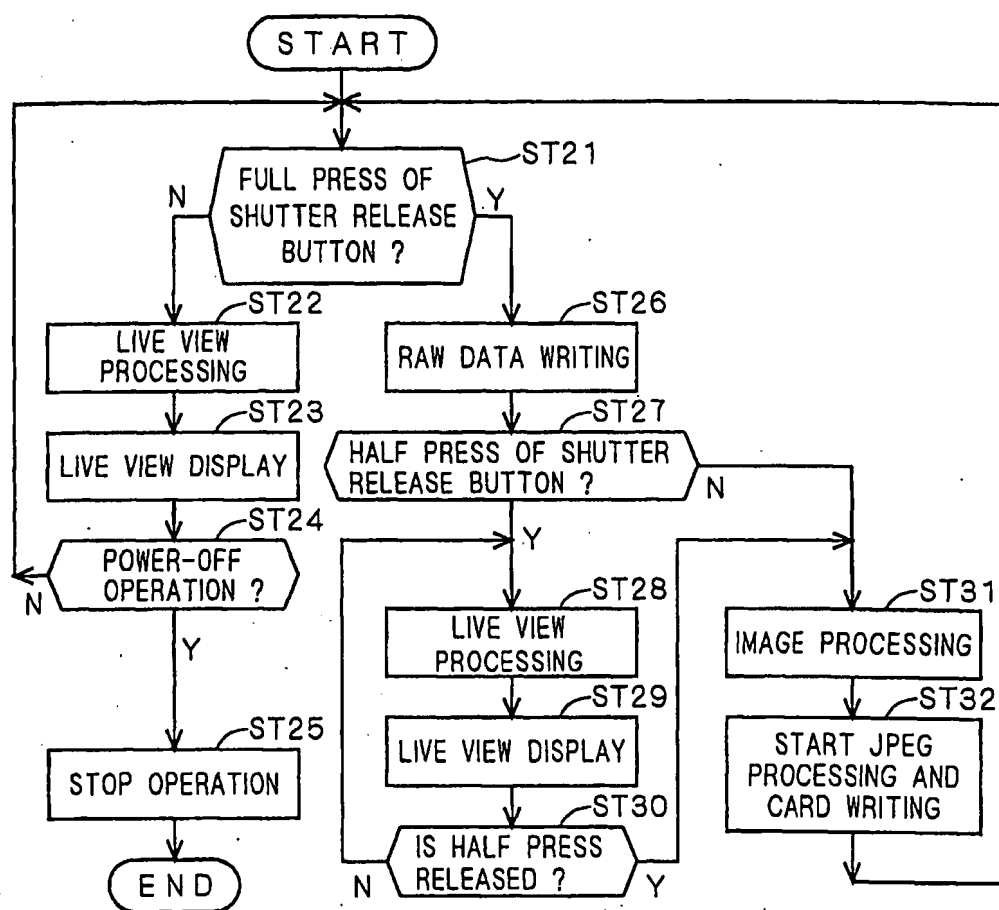 START
ST21
FULL PRESS OF
SHUTTER RELEASE
BUTTON ?
N
Y
ST22
LIVE VIEW
PROCESSING
ST23
LIVE VIEW DISPLAY
ST24
POWER-OFF
OPERATION ?
N
Y
ST25
STOP OPERATION
END
ST26
RAW DATA WRITING
ST27
HALF PRESS OF SHUTTER
RELEASE BUTTON ?
N
Y
ST28
LIVE VIEW
PROCESSING
ST29
LIVE VIEW DISPLAY
ST30
IS HALF PRESS
RELEASED ?
N
Y
ST31
IMAGE PROCESSING
ST32
START JPEG
PROCESSING AND
CARD WRITING